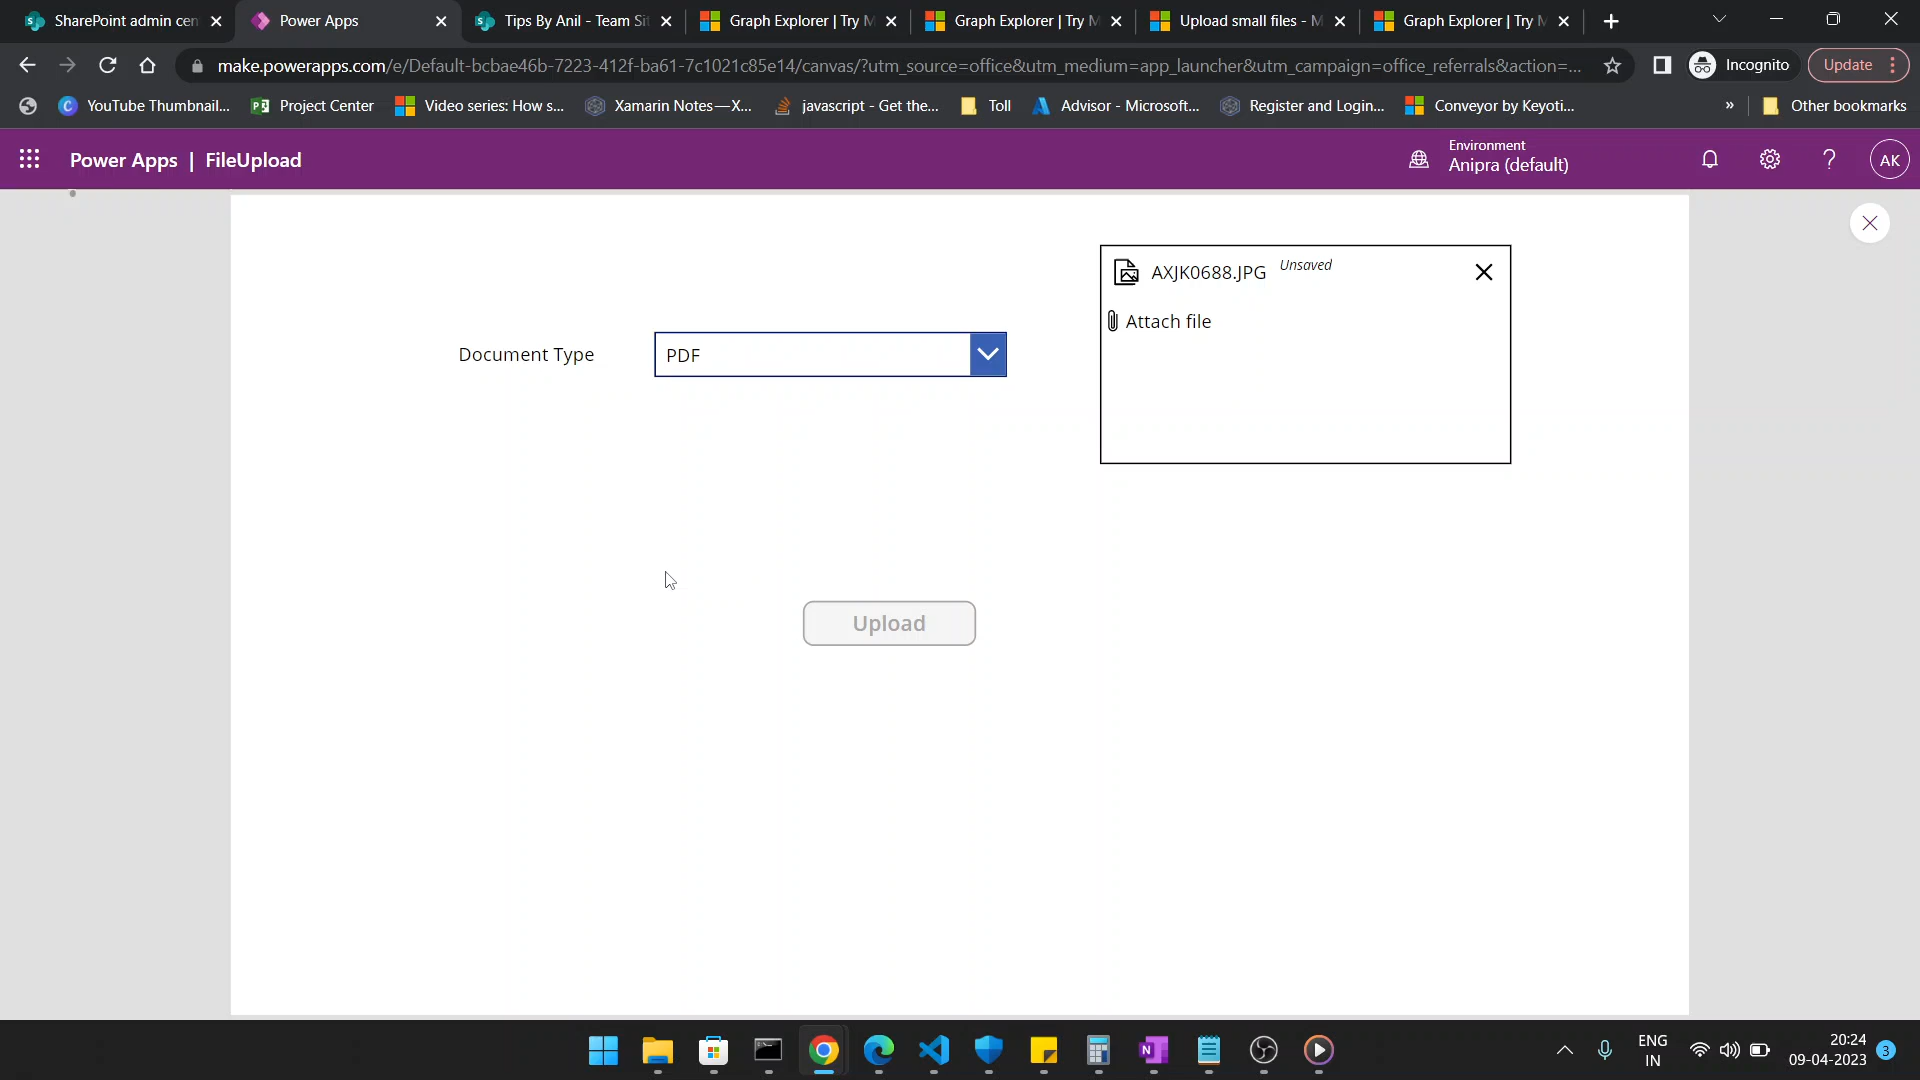 SharePoint admin cen
Power Apps
Tips By Anil - Team Sit
Graph Explorer | Try M
Graph Explorer | Try M
Upload small files - M
Graph Explorer | Try M
make.powerapps.com/e/Default-bcbae46b-7223-412f-ba61-7c1021c85e14/canvas/?utm_source=office&utm_medium=app_launcher&utm_campaign=office_referrals&action=...
Incognito
Update
YouTube Thumbnail...
Project Center
Video series: How s...
Xamarin Notes—X...
javascript - Get the...
Toll
Advisor - Microsoft...
Register and Login...
Conveyor by Keyoti...
»
Other bookmarks
Power Apps | FileUpload
Environment
Anipra (default)
AK
AXJK0688.JPG Unsaved
Attach file
Document Type
PDF
Upload
ENG
IN
20:24
09-04-2023
3